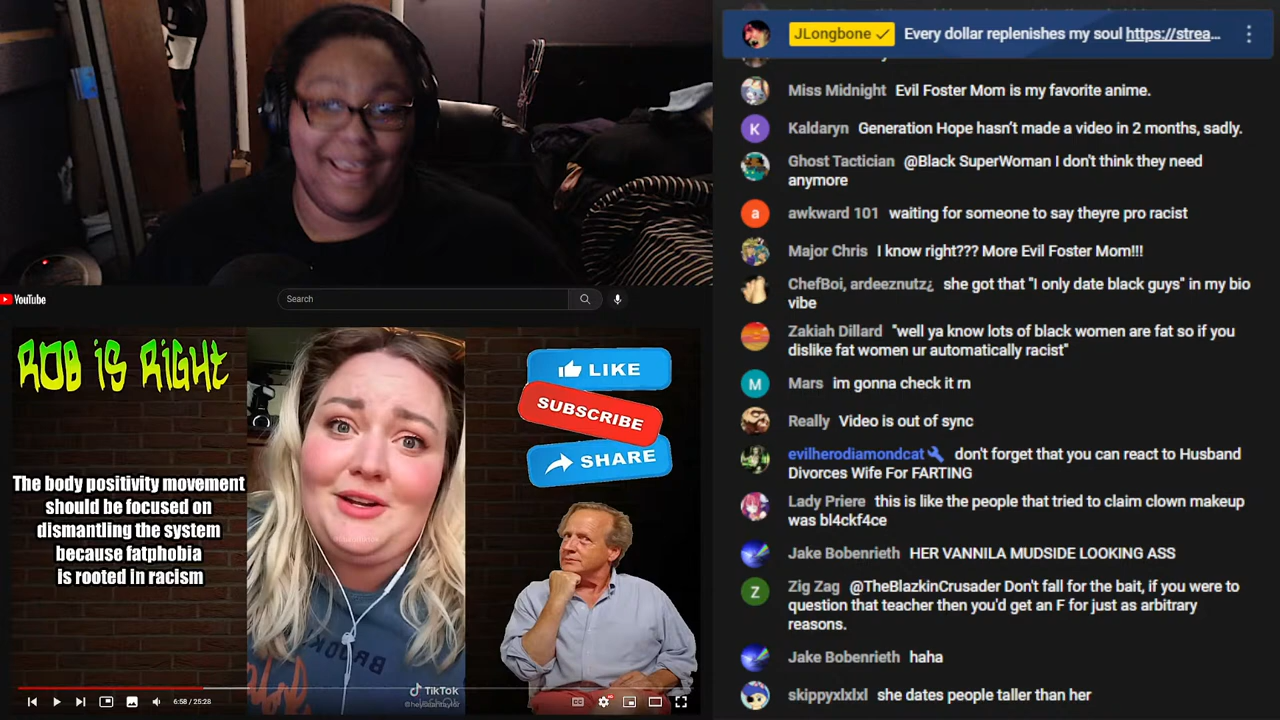 JLongbone Every dollar replenishes my soul https://strea...
Miss Midnight Evil Foster Mom is my favorite anime.
K Kaldaryn Generation Hope hasn't made a video in 2 months, sadly.
Ghost Tactician @Black SuperWoman I don't think they need
anymore
a awkward 101 waiting for someone to say theyre pro racist
Major Chris I know right??? More Evil Foster Mom!!!
ChefBoi, ardeeznutz¿ she got that "I only date black guys" in my bio
vibe
Zakiah Dillard "well ya know lots of black women are fat so if you
dislike fat women ur automatically racist"
M Mars im gonna check it rn
Really Video is out of sync
evilherodiamondcat don't forget that you can react to Husband
Divorces Wife For FARTING
Lady Priere this is like the people that tried to claim clown makeup
was bl4ckf4ce
Jake Bobenrieth HER VANNILA MUDSIDE LOOKING ASS
Z Zig Zag @TheBlazkinCrusader Don't fall for the bait, if you were to
question that teacher then you'd get an F for just as arbitrary
reasons.
Jake Bobenrieth haha
skippyxlxlxl she dates people taller than her
YouTube
Search
ROB iS RiGHt
The body positivity movement
should be focused on
dismantling the system
because fatphobia
is rooted in racism
LIKE
SUBSCRIBE
SHARE
TikTok
6:58 / 25:28